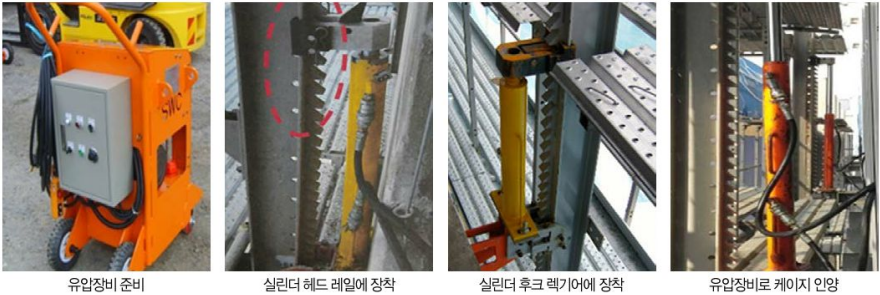 SWC
유압장비 준비
실린더 헤드 레일에 장착
실린더 후크 렉기어에 장착
유압장비로 케이지 인양